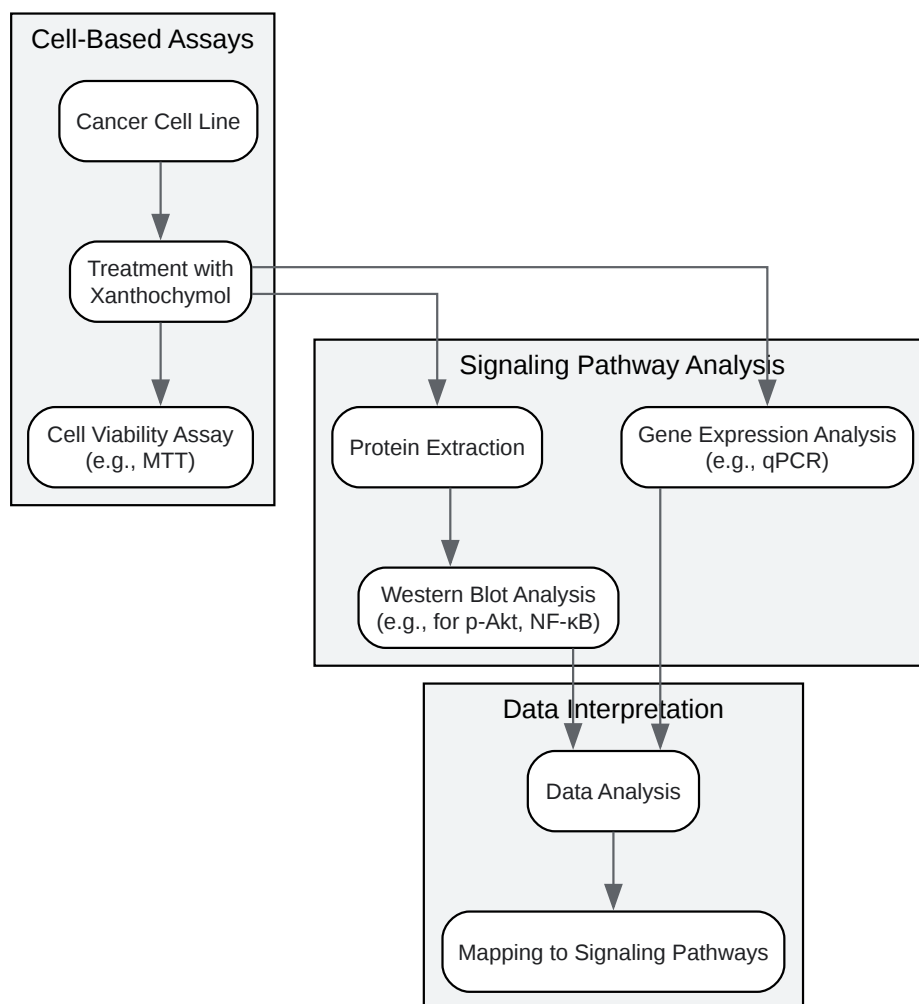 Cell-Based Assays
Cancer Cell Line
Treatment with
Xanthochymol
Cell Viability Assay
(e.g., MTT)
Signaling Pathway Analysis
Protein Extraction
Gene Expression Analysis
(e.g., qPCR)
Western Blot Analysis
(e.g., for p-Akt, NF-κB)
Data Interpretation
Data Analysis
Mapping to Signaling Pathways